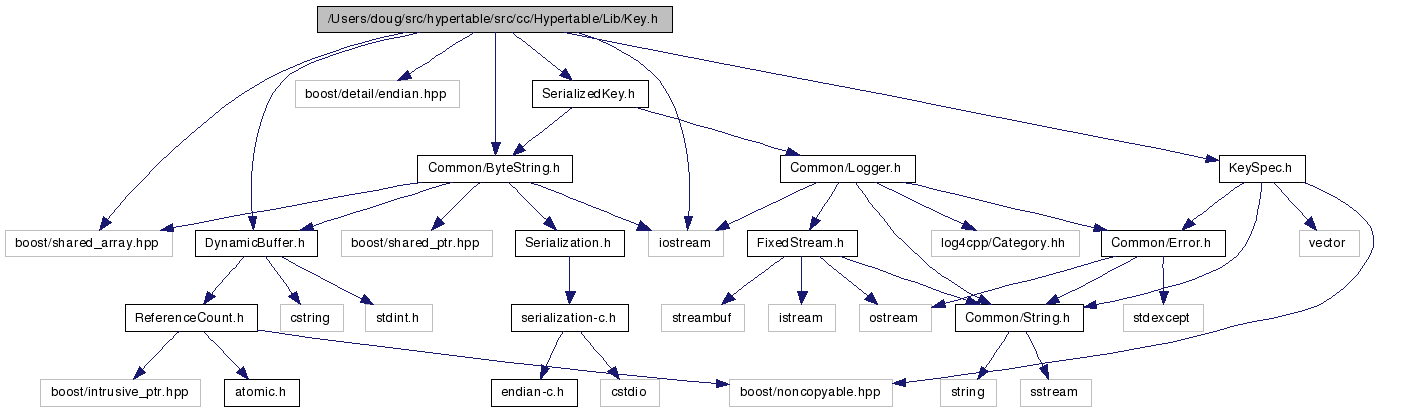 /Users/doug/src/hypertable/src/cc/Hypertable/Lib/Key.h
boost/detail/endian.hpp
SerializedKey.h
Common/ByteString.h
Common/Logger.h
KeySpec.h
boost/shared_array.hpp
DynamicBuffer.h
boost/shared_ptr.hpp
Serialization.h
iostream
FixedStream.h
log4cpp/Category.hh
Common/Error.h
vector
ReferenceCount.h
cstring
stdint.h
serialization-c.h
streambuf
istream
ostream
Common/String.h
stdexcept
boost/intrusive_ptr.hpp
atomic.h
endian-c.h
cstdio
boost/noncopyable.hpp
string
sstream